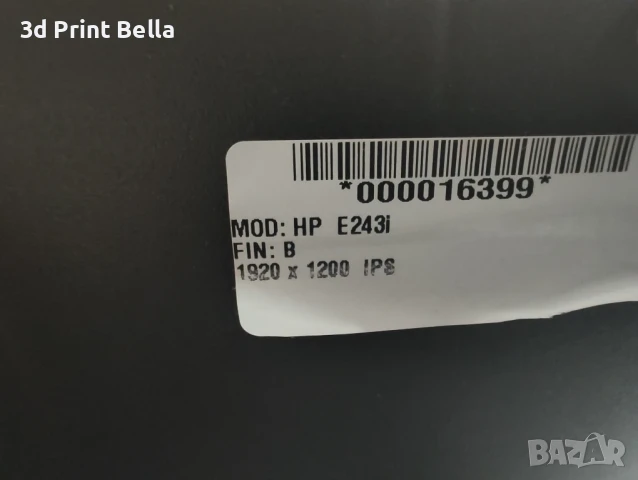 3d Print Bella
*000016399*
MOD: HP E243i
FIN: B
1920 x 1200 IPS
BAZAR